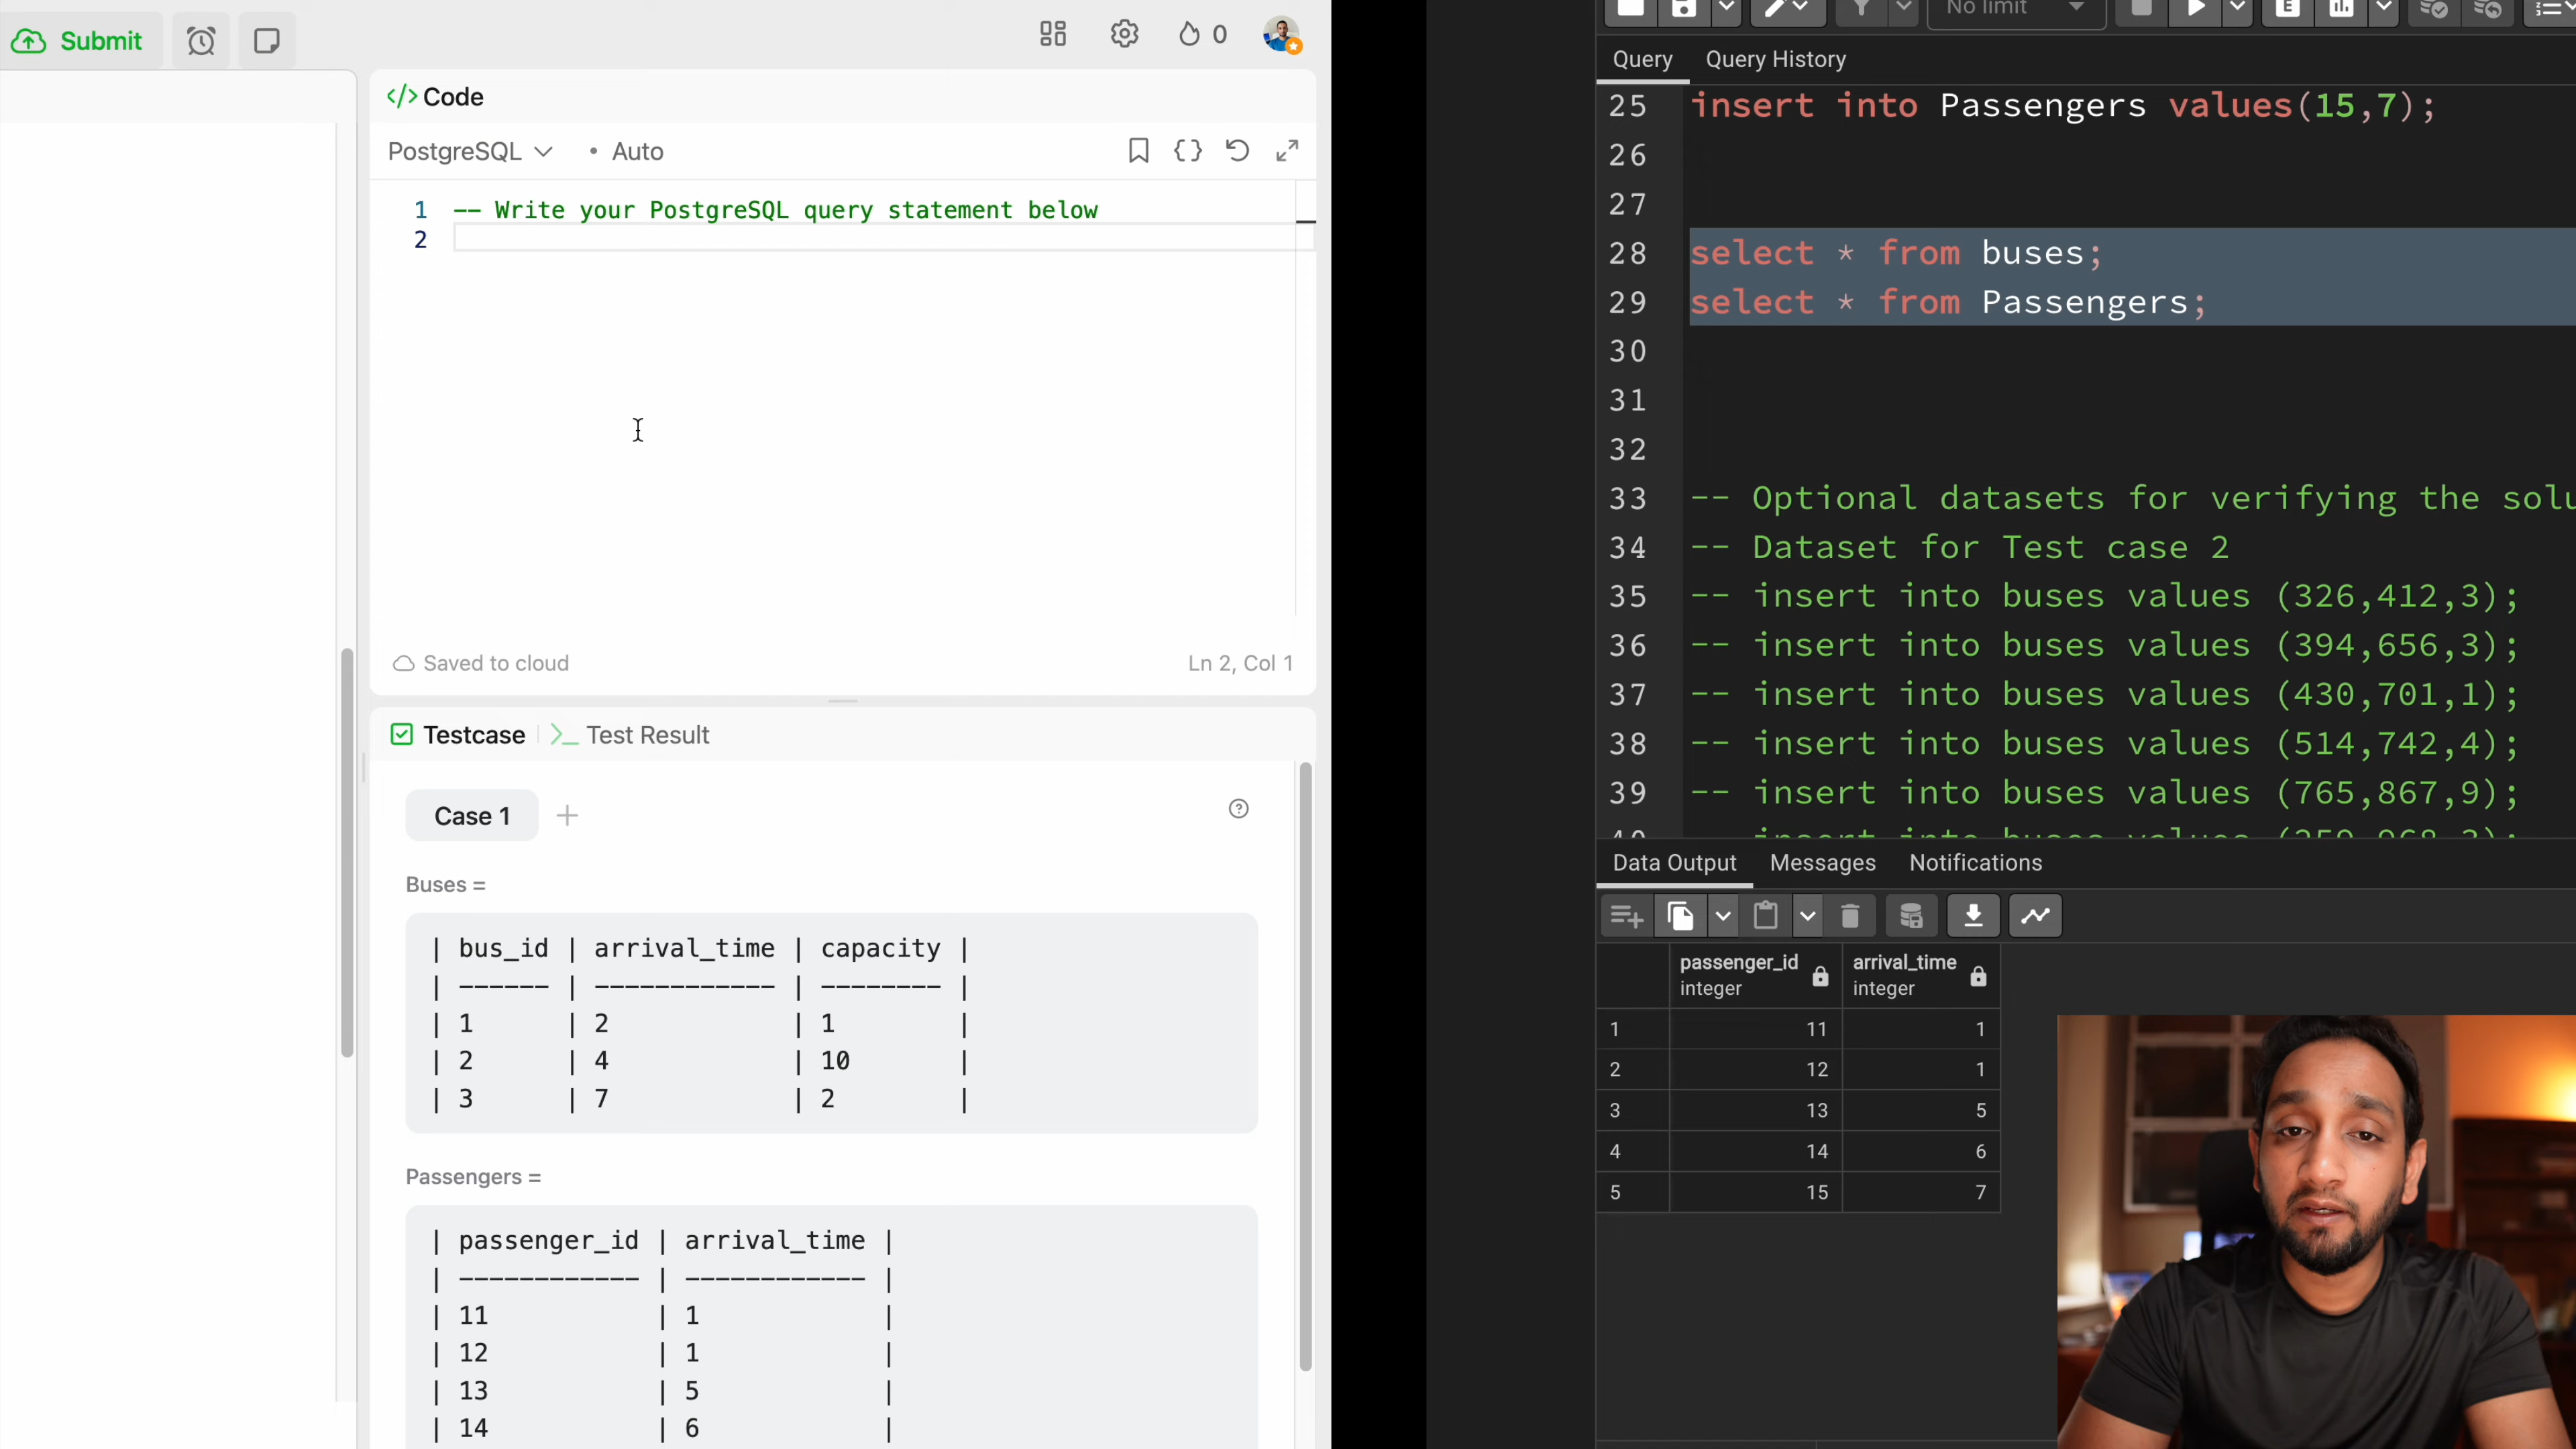 Submit
0
</> Code
PostgreSQL • Auto
1 -- Write your PostgreSQL query statement below
2
Saved to cloud
Ln 2, Col 1
Testcase
>_ Test Result
Case 1 +
Buses =
| bus_id | arrival_time | capacity |
| ------ | ------------ | -------- |
| 1 | 2 | 1 |
| 2 | 4 | 10 |
| 3 | 7 | 2 |
Passengers =
| passenger_id | arrival_time |
| ------------ | ------------ |
| 11 | 1 |
| 12 | 1 |
| 13 | 5 |
| 14 | 6 |
No limit
E
Query Query History
25 insert into Passengers values(15,7);
26
27
28 select * from buses;
29 select * from Passengers;
30
31
32
33 -- Optional datasets for verifying the solu
34 -- Dataset for Test case 2
35 -- insert into buses values (326,412,3);
36 -- insert into buses values (394,656,3);
37 -- insert into buses values (430,701,1);
38 -- insert into buses values (514,742,4);
39 -- insert into buses values (765,867,9);
Data Output Messages Notifications
passenger_id integer
arrival_time integer
1 11 1
2 12 1
3 13 5
4 14 6
5 15 7